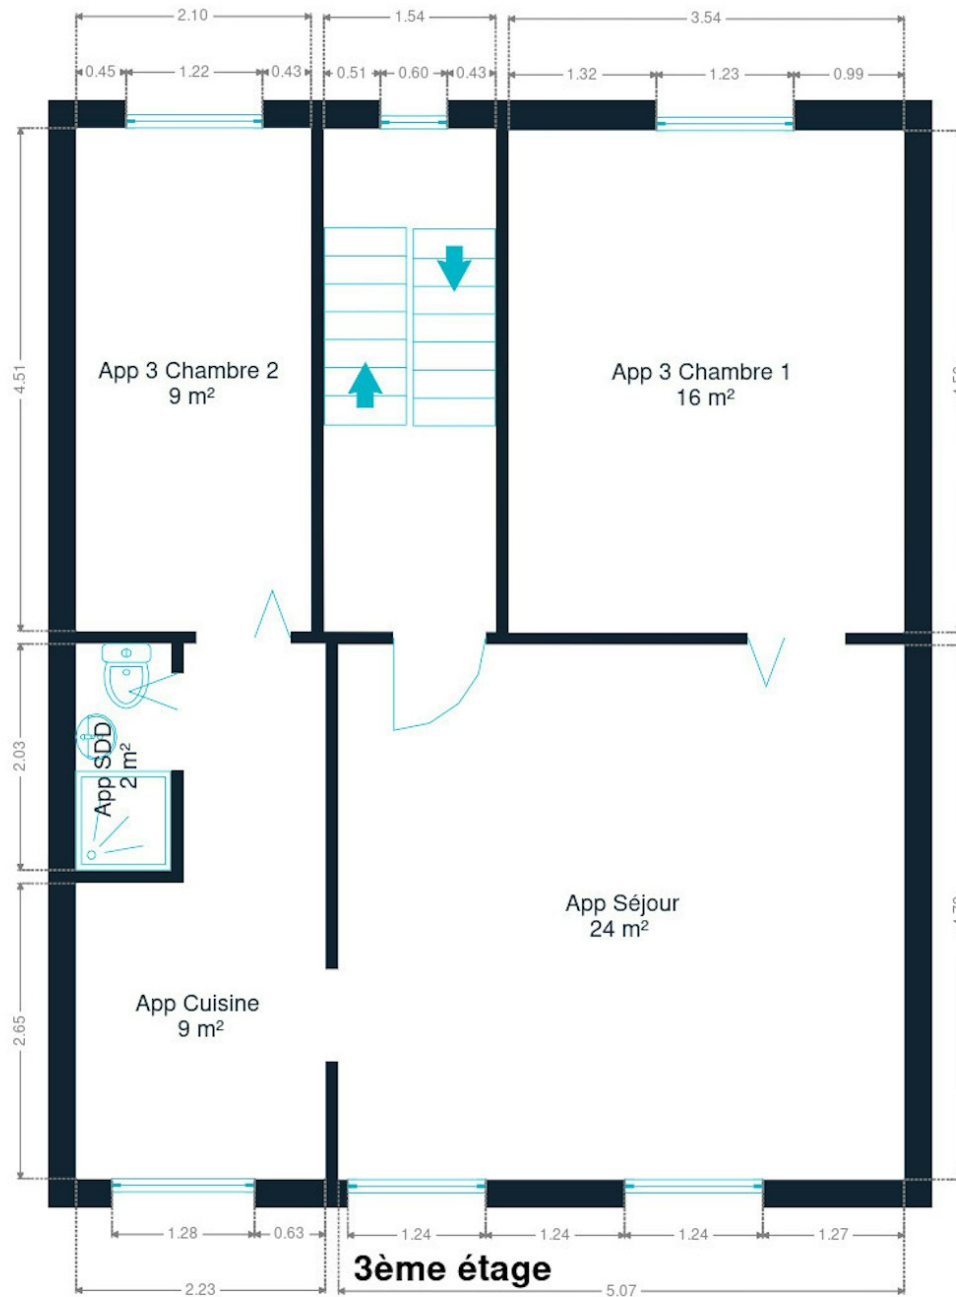 2.10
1.54
3.54
0.45
1.22
0.43
0.51
0.60
0.43
1.32
1.23
0.99
4.51
App 3 Chambre 2
9 m²
App 3 Chambre 1
16 m²
2.03
App SDD
2 m²
App Séjour
24 m²
2.65
App Cuisine
9 m²
1.28
0.63
1.24
1.24
1.24
1.27
3ème étage
2.23
5.07